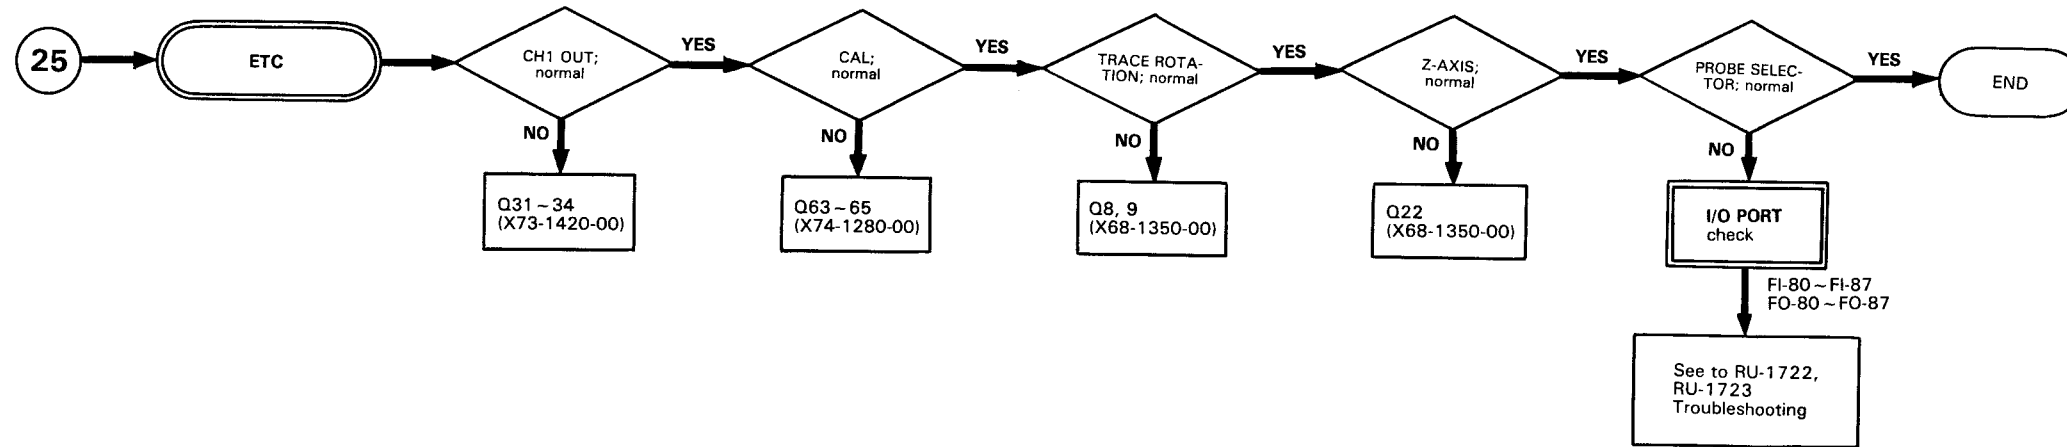 25
ETC
CH1 OUT;
normal
YES
NO
Q31~34
(X73-1420-00)
CAL;
normal
YES
NO
Q63~65
(X74-1280-00)
TRACE ROTA-
TION; normal
YES
NO
Q8, 9
(X68-1350-00)
Z-AXIS;
normal
YES
NO
Q22
(X68-1350-00)
PROBE SELEC-
TOR; normal
YES
END
NO
I/O PORT
check
FI-80~FI-87
FO-80~FO-87
See to RU-1722,
RU-1723
Troubleshooting